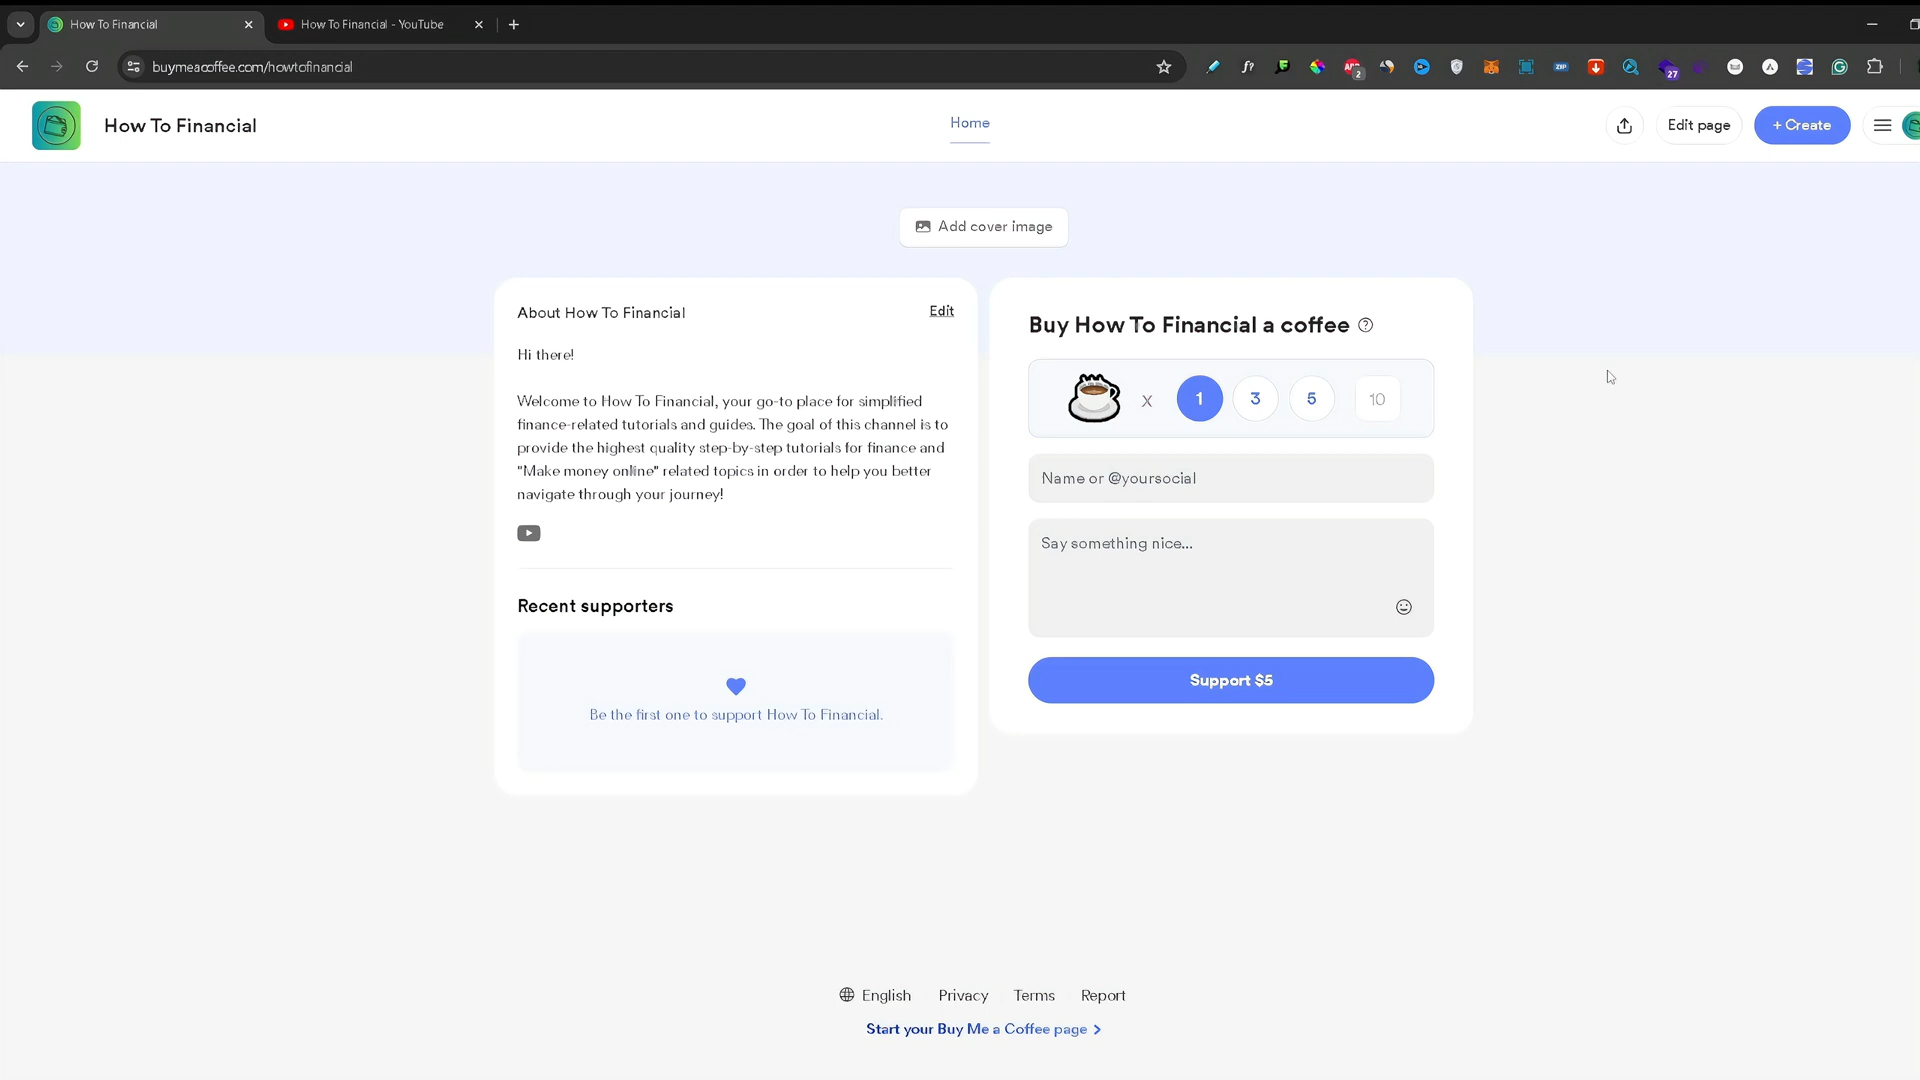 How To Financial
How To Financial - YouTube
buymeacoffee.com/howtofinancial
2
ZIP
27
How To Financial
Home
Edit page
+ Create
Add cover image
About How To Financial
Edit
Hi there!
Welcome to How To Financial, your go-to place for simplified
finance-related tutorials and guides. The goal of this channel is to
provide the highest quality step-by-step tutorials for finance and
"Make money online" related topics in order to help you better
navigate through your journey!
Recent supporters
Be the first one to support How To Financial.
Buy How To Financial a coffee
x 1 3 5 10
Name or @yoursocial
Say something nice...
Support $5
English Privacy Terms Report
Start your Buy Me a Coffee page